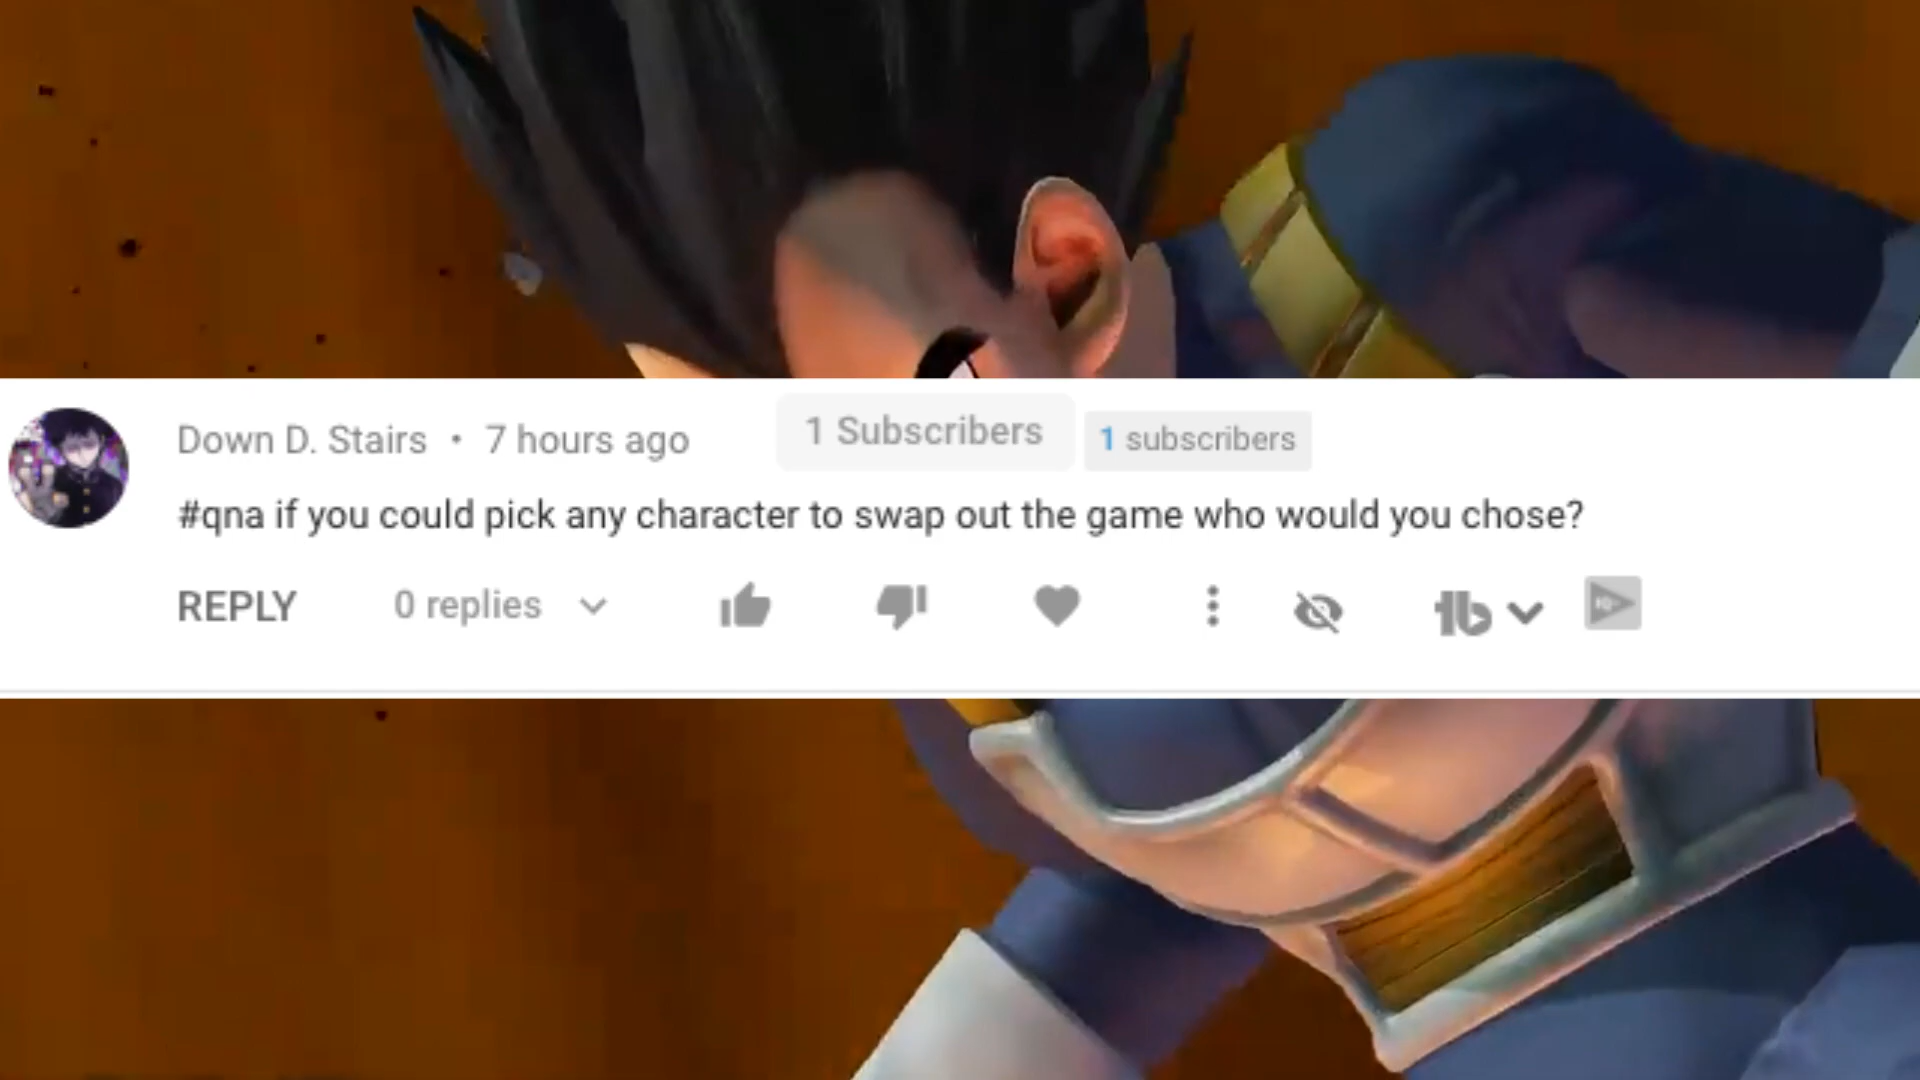 Down D. Stairs • 7 hours ago 1 Subscribers 1 subscribers
#qna if you could pick any character to swap out the game who would you chose?
REPLY 0 replies